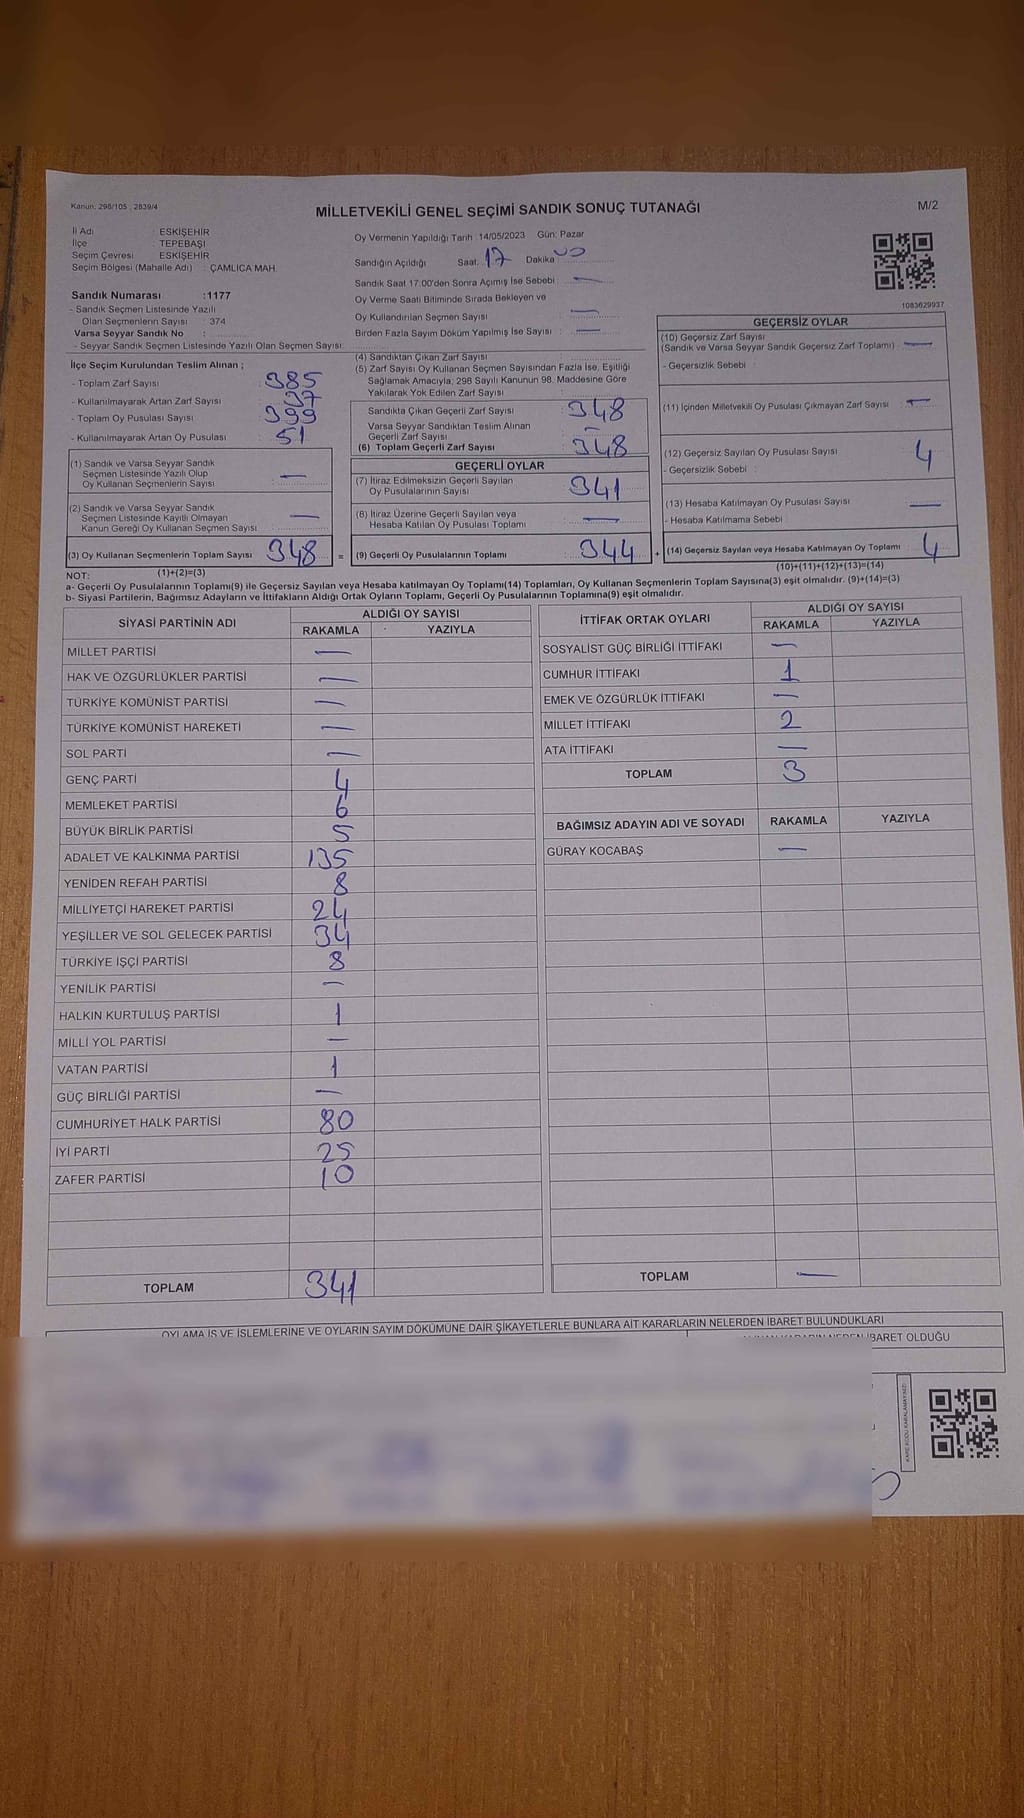 Kanun: 298/105 ; 2839/4
MİLLETVEKİLİ GENEL SEÇİMİ SANDIK SONUÇ TUTANAĞI
M/2
İl Adı : ESKİŞEHİR
İlçe : TEPEBAŞI
Seçim Çevresi : ESKİŞEHİR
Seçim Bölgesi (Mahalle Adı) : ÇAMLICA MAH.
Sandık Numarası :1177
- Sandık Seçmen Listesinde Yazılı
Olan Seçmenlerin Sayısı : 374
Varsa Seyyar Sandık No :
- Seyyar Sandık Seçmen Listesinde Yazılı Olan Seçmen Sayısı:
Oy Vermenin Yapıldığı Tarih :14/05/2023 Gün: Pazar
Sandığın Açıldığı Saat: 17 Dakika
Sandık Saat 17:00'den Sonra Açımış İse Sebebi : —
Oy Verme Saati Bitiminde Sırada Bekleyen ve
Oy Kullandırılan Seçmen Sayısı : —
Birden Fazla Sayım Döküm Yapılmış İse Sayısı : —
1083629937
İlçe Seçim Kurulundan Teslim Alınan ;
- Toplam Zarf Sayısı : 385
- Kullanılmayarak Artan Zarf Sayısı : 37
- Toplam Oy Pusulası Sayısı : 399
- Kullanılmayarak Artan Oy Pusulası : 51
(1) Sandık ve Varsa Seyyar Sandık
Seçmen Listesinde Yazılı Olup
Oy Kullanan Seçmenlerin Sayısı : —
(2) Sandık ve Varsa Seyyar Sandık
Seçmen Listesinde Kayıtlı Olmayan
Kanun Gereği Oy Kullanan Seçmen Sayısı : —
(3) Oy Kullanan Seçmenlerin Toplam Sayısı 348 =
(1)+(2)=(3)
(4) Sandıktan Çıkan Zarf Sayısı :
(5) Zarf Sayısı Oy Kullanan Seçmen Sayısından Fazla İse, Eşitliği
Sağlamak Amacıyla, 298 Sayılı Kanunun 98. Maddesine Göre
Yakılarak Yok Edilen Zarf Sayısı :
Sandıkta Çıkan Geçerli Zarf Sayısı : 348
Varsa Seyyar Sandıktan Teslim Alınan
Geçerli Zarf Sayısı : —
(6) Toplam Geçerli Zarf Sayısı : 348
GEÇERLİ OYLAR
(7) İtiraz Edilmeksizin Geçerli Sayılan
Oy Pusulalarının Sayısı : 341
(8) İtiraz Üzerine Geçerli Sayılan veya
Hesaba Katılan Oy Pusulası Toplamı : —
(9) Geçerli Oy Pusulalarının Toplamı : 344 +
GEÇERSİZ OYLAR
(10) Geçersiz Zarf Sayısı
(Sandık ve Varsa Seyyar Sandık Geçersiz Zarf Toplamı) : —
- Geçersizlik Sebebi :
(11) İçinden Milletvekili Oy Pusulası Çıkmayan Zarf Sayısı : —
(12) Geçersiz Sayılan Oy Pusulası Sayısı : 4
- Geçersizlik Sebebi :
(13) Hesaba Katılmayan Oy Pusulası Sayısı : —
- Hesaba Katılmama Sebebi :
(14) Geçersiz Sayılan veya Hesaba Katılmayan Oy Toplamı : 4
(10)+(11)+(12)+(13)=(14)
NOT:
a- Geçerli Oy Pusulalarının Toplamı(9) ile Geçersiz Sayılan veya Hesaba katılmayan Oy Toplamı(14) Toplamları, Oy Kullanan Seçmenlerin Toplam Sayısına(3) eşit olmalıdır. (9)+(14)=(3)
b- Siyasi Partilerin, Bağımsız Adayların ve İttifakların Aldığı Ortak Oyların Toplamı, Geçerli Oy Pusulalarının Toplamına(9) eşit olmalıdır.
SİYASİ PARTİNİN ADI ALDIĞI OY SAYISI
RAKAMLA YAZIYLA
MİLLET PARTİSİ —
HAK VE ÖZGÜRLÜKLER PARTİSİ —
TÜRKİYE KOMÜNİST PARTİSİ —
TÜRKİYE KOMÜNİST HAREKETİ —
SOL PARTİ —
GENÇ PARTİ 4
MEMLEKET PARTİSİ 6
BÜYÜK BİRLİK PARTİSİ 5
ADALET VE KALKINMA PARTİSİ 135
YENİDEN REFAH PARTİSİ 8
MİLLİYETÇİ HAREKET PARTİSİ 24
YEŞİLLER VE SOL GELECEK PARTİSİ 34
TÜRKİYE İŞÇİ PARTİSİ 8
YENİLİK PARTİSİ —
HALKIN KURTULUŞ PARTİSİ 1
MİLLİ YOL PARTİSİ —
VATAN PARTİSİ 1
GÜÇ BİRLİĞİ PARTİSİ —
CUMHURİYET HALK PARTİSİ 80
İYİ PARTİ 25
ZAFER PARTİSİ 10
TOPLAM 341
İTTİFAK ORTAK OYLARI ALDIĞI OY SAYISI
RAKAMLA YAZIYLA
SOSYALİST GÜÇ BİRLİĞİ İTTİFAKI —
CUMHUR İTTİFAKI 1
EMEK VE ÖZGÜRLÜK İTTİFAKI —
MİLLET İTTİFAKI 2
ATA İTTİFAKI —
TOPLAM 3
BAĞIMSIZ ADAYIN ADI VE SOYADI RAKAMLA YAZIYLA
GÜRAY KOCABAŞ —
TOPLAM —
OYLAMA İŞ VE İŞLEMLERİNE VE OYLARIN SAYIM DÖKÜMÜNE DAİR ŞİKAYETLERLE BUNLARA AİT KARARLARIN NELERDEN İBARET BULUNDUKLARI
İBARET OLDUĞU
KARE KODU KARALAMAYINIZ!